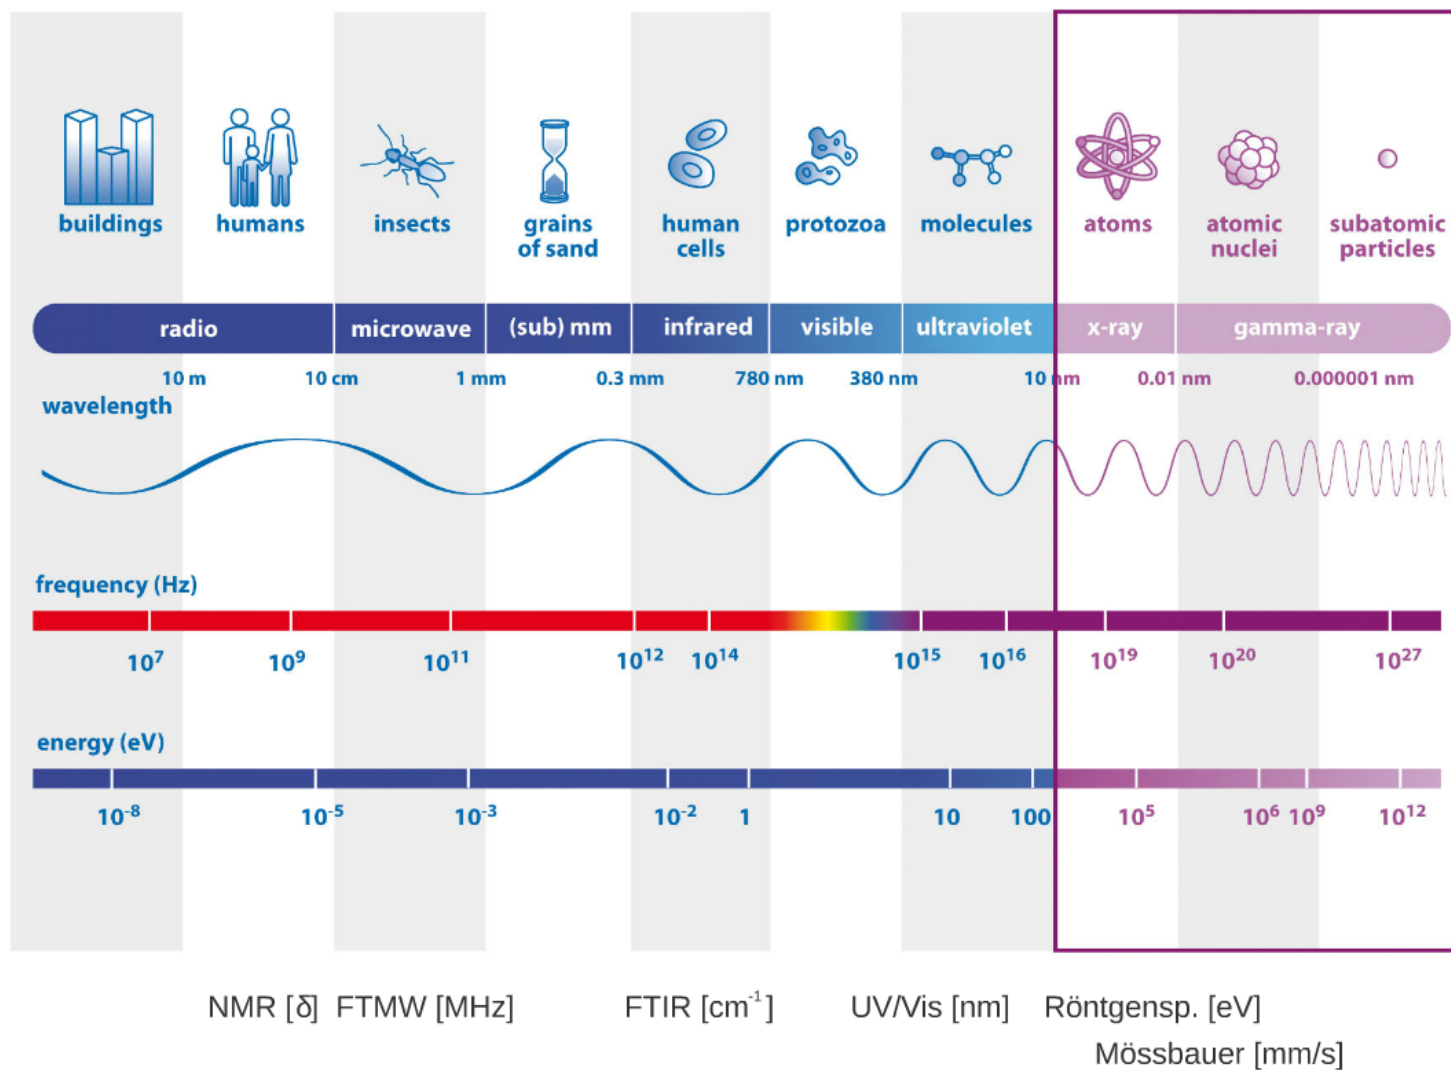 buildings
humans
insects
grains
of sand
human
cells
protozoa
molecules
atoms
atomic
nuclei
subatomic
particles
radio
microwave
(sub) mm
infrared
visible
ultraviolet
x-ray
gamma-ray
10 m
10 cm
1 mm
0.3 mm
780 nm
380 nm
10 nm
0.01 nm
0.000001 nm
wavelength
frequency (Hz)
10⁷
10⁹
10¹¹
10¹²
10¹⁴
10¹⁵
10¹⁶
10¹⁹
10²⁰
10²⁷
energy (eV)
10⁻⁸
10⁻⁵
10⁻³
10⁻²
1
10
100
10⁵
10⁶
10⁹
10¹²
NMR [δ]
FTMW [MHz]
FTIR [cm⁻¹]
UV/Vis [nm]
Röntgensp. [eV]
Mössbauer [mm/s]